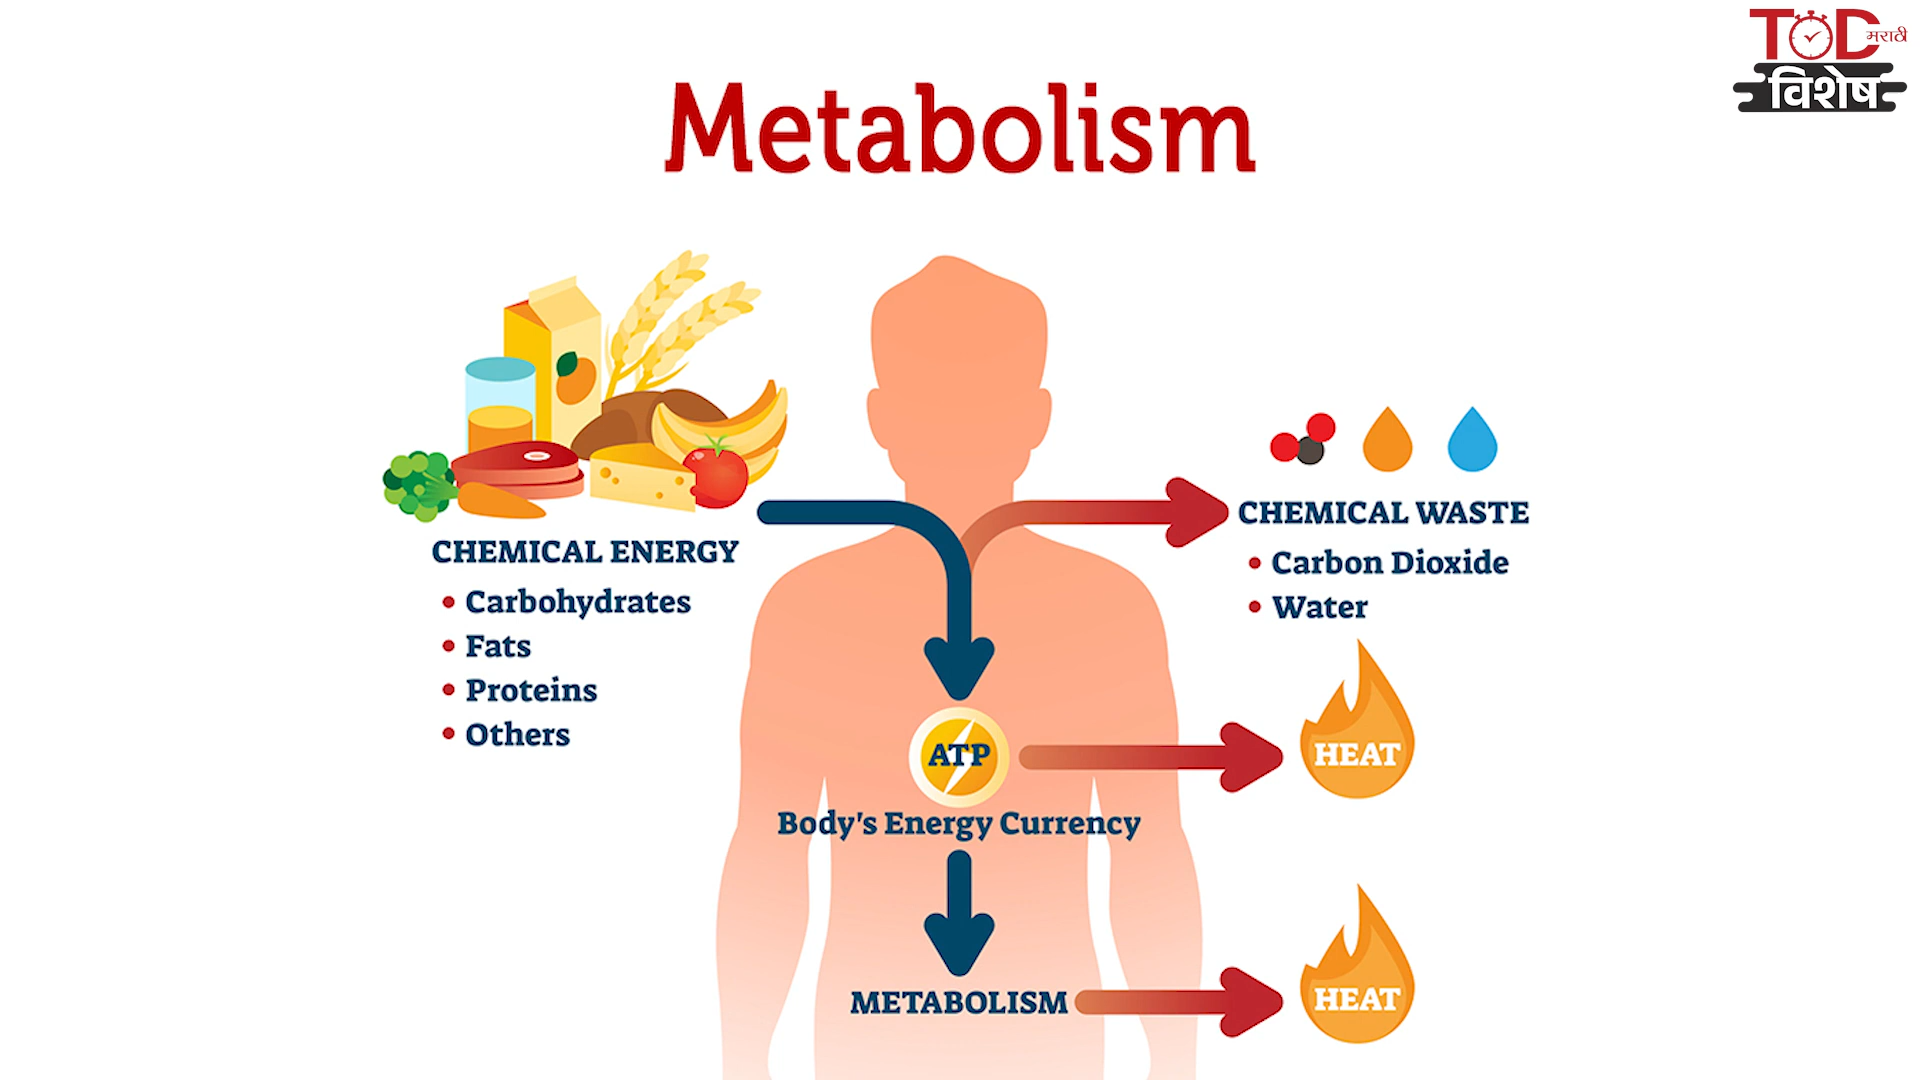 TOD मराठी
विशेष
Metabolism
CHEMICAL ENERGY
• Carbohydrates
• Fats
• Proteins
• Others
CHEMICAL WASTE
• Carbon Dioxide
• Water
ATP
HEAT
Body's Energy Currency
METABOLISM
HEAT